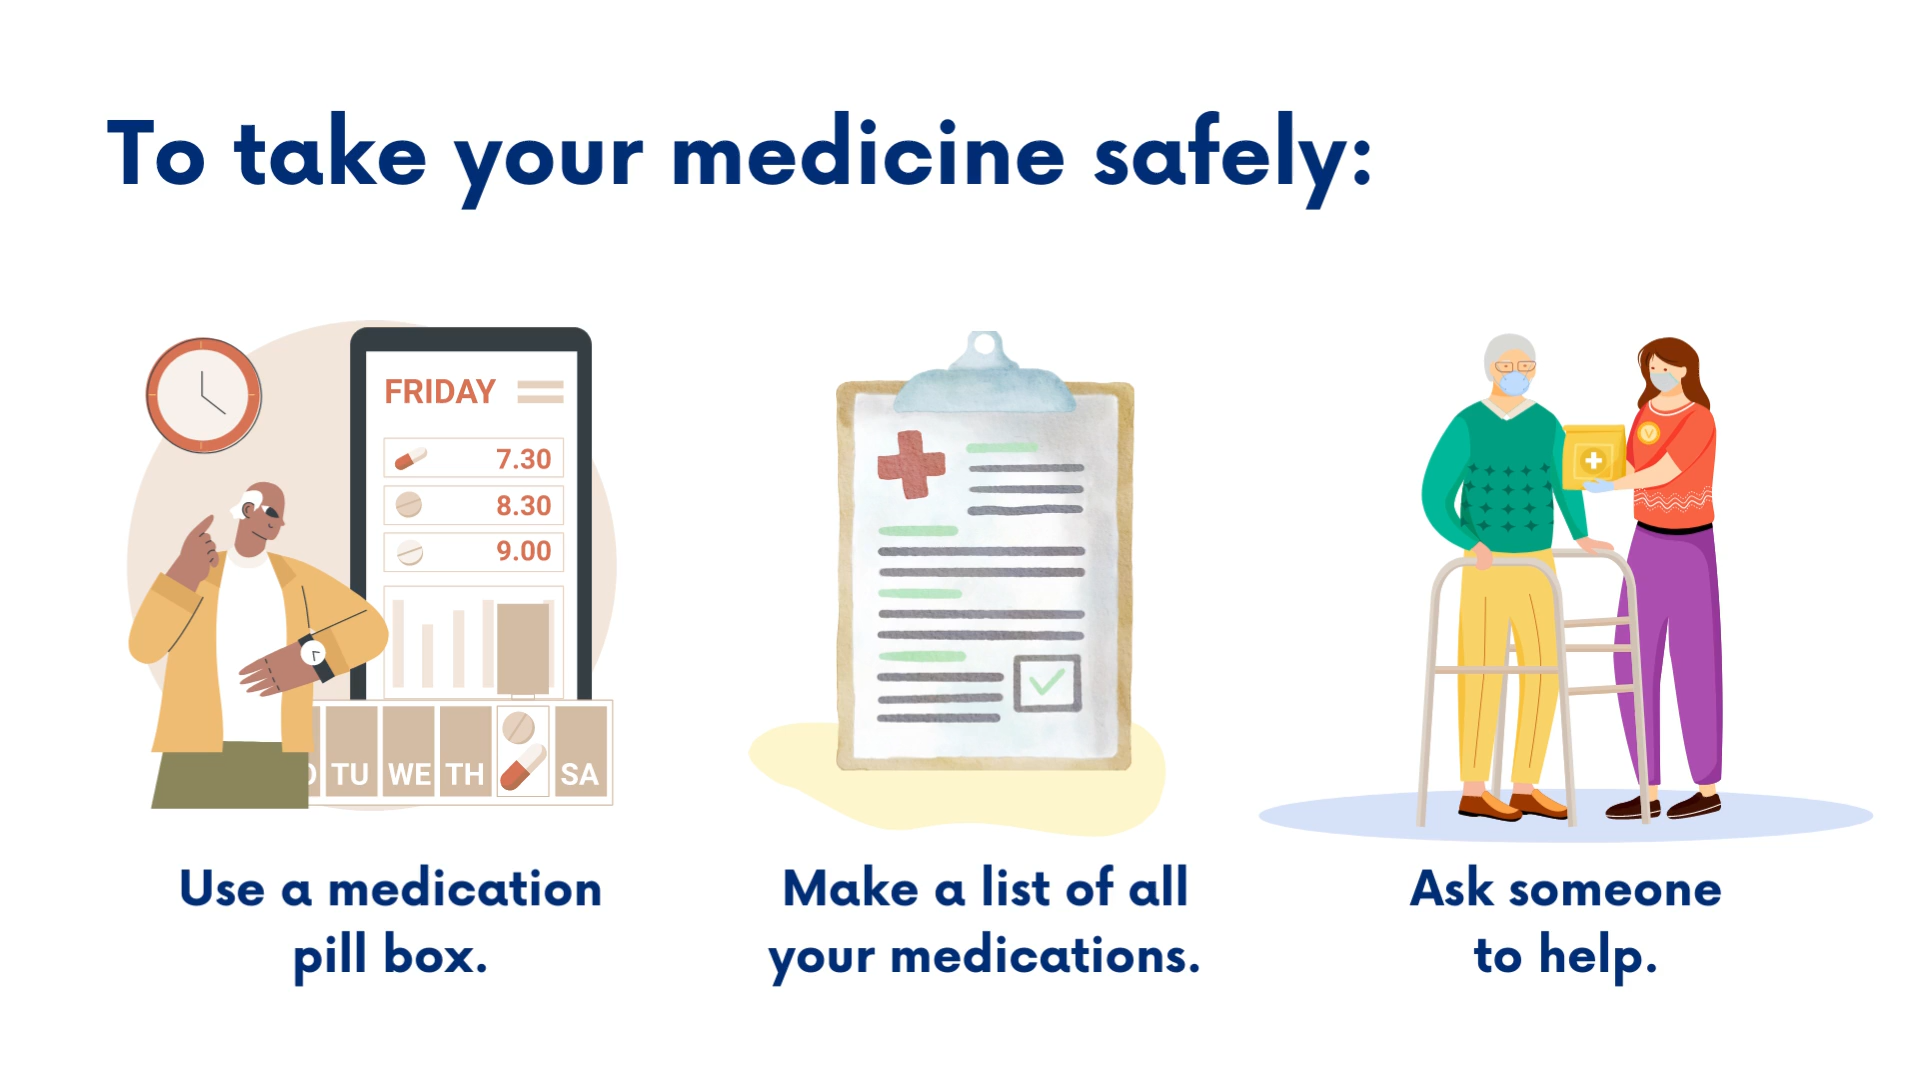 To take your medicine safely:
FRIDAY
7.30
8.30
9.00
TU WE TH SA
Use a medication
pill box.
Make a list of all
your medications.
Ask someone
to help.